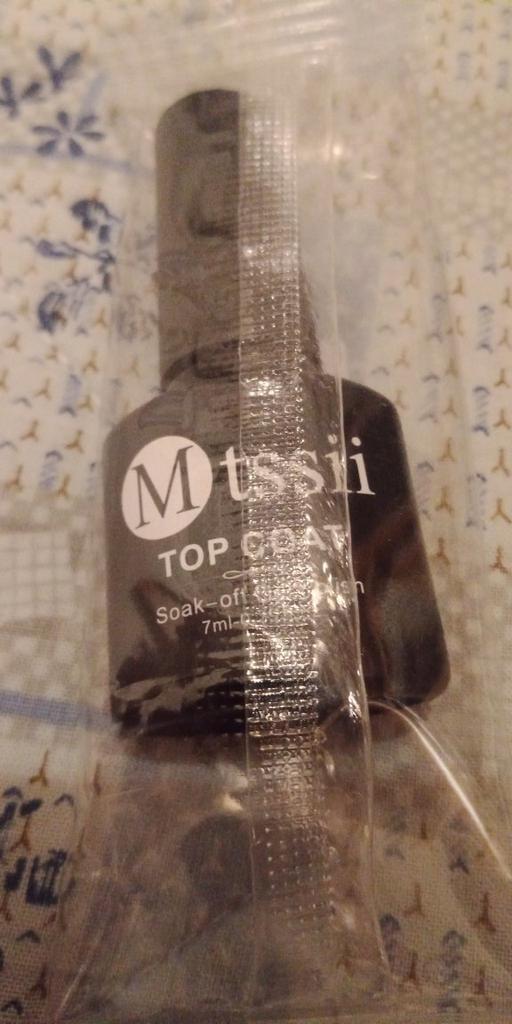 Mtssii
TOP COAT
Soak-off
7ml